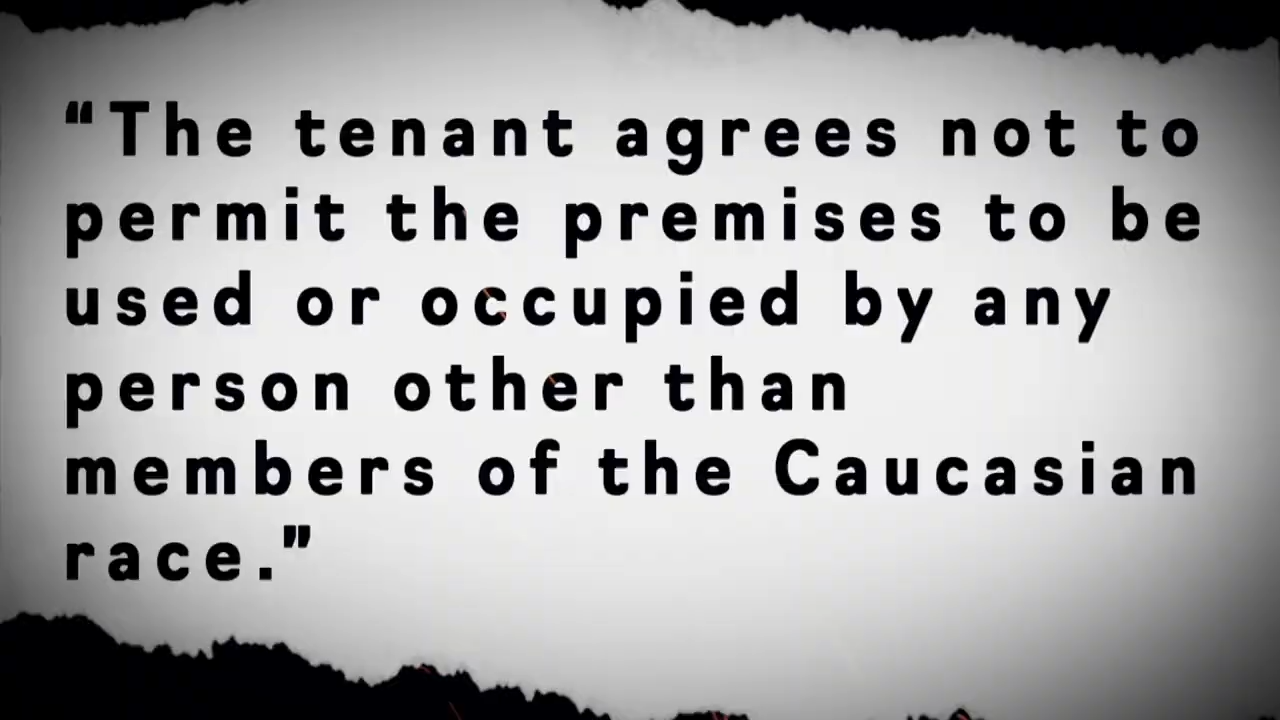 “The tenant agrees not to
permit the premises to be
used or occupied by any
person other than
members of the Caucasian
race.”